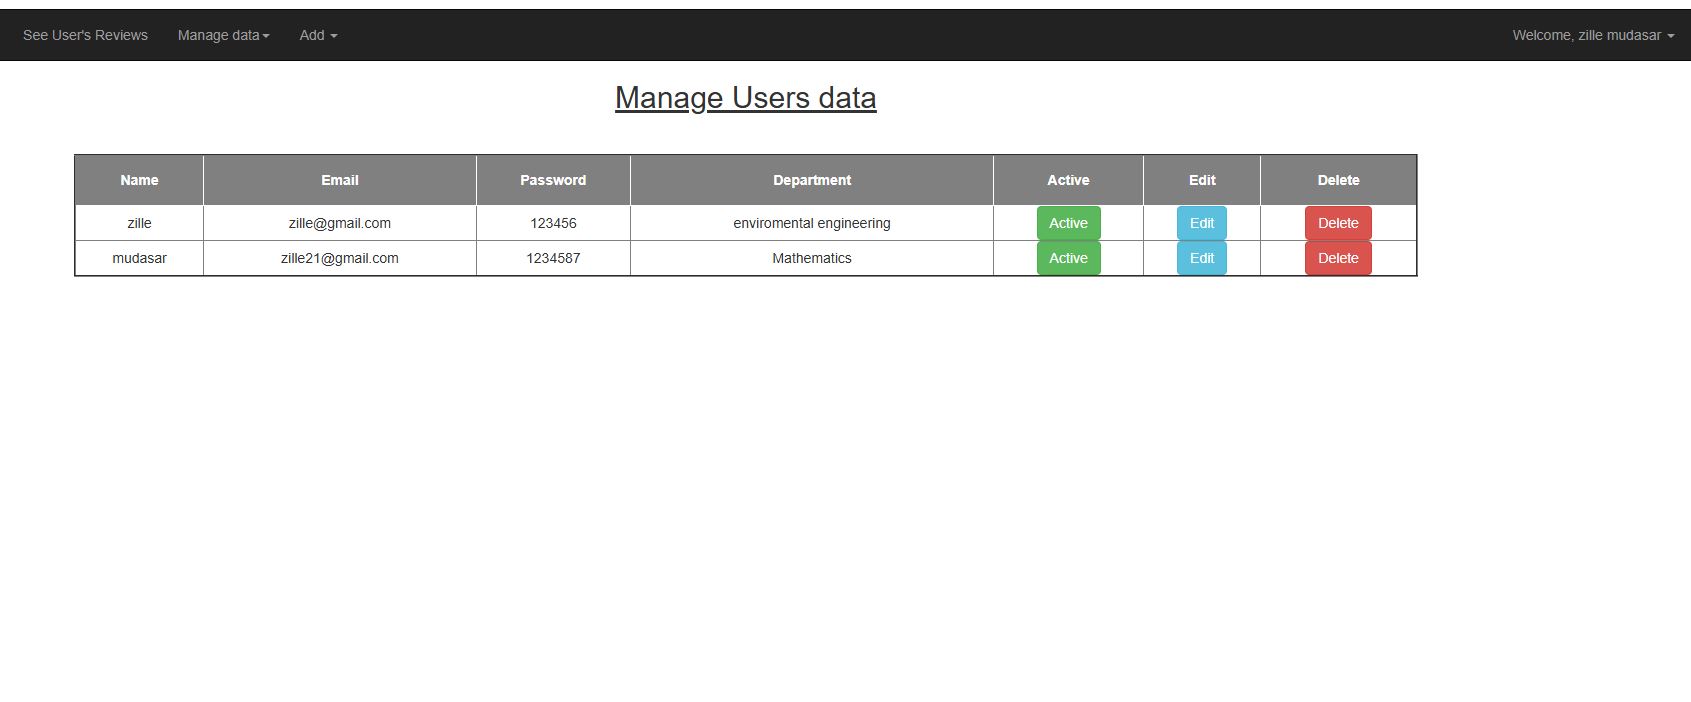 See User's Reviews Manage data Add Welcome, zille mudasar
Manage Users data
Name Email Password Department Active Edit Delete
zille zille@gmail.com 123456 enviromental engineering Active Edit Delete
mudasar zille21@gmail.com 1234587 Mathematics Active Edit Delete